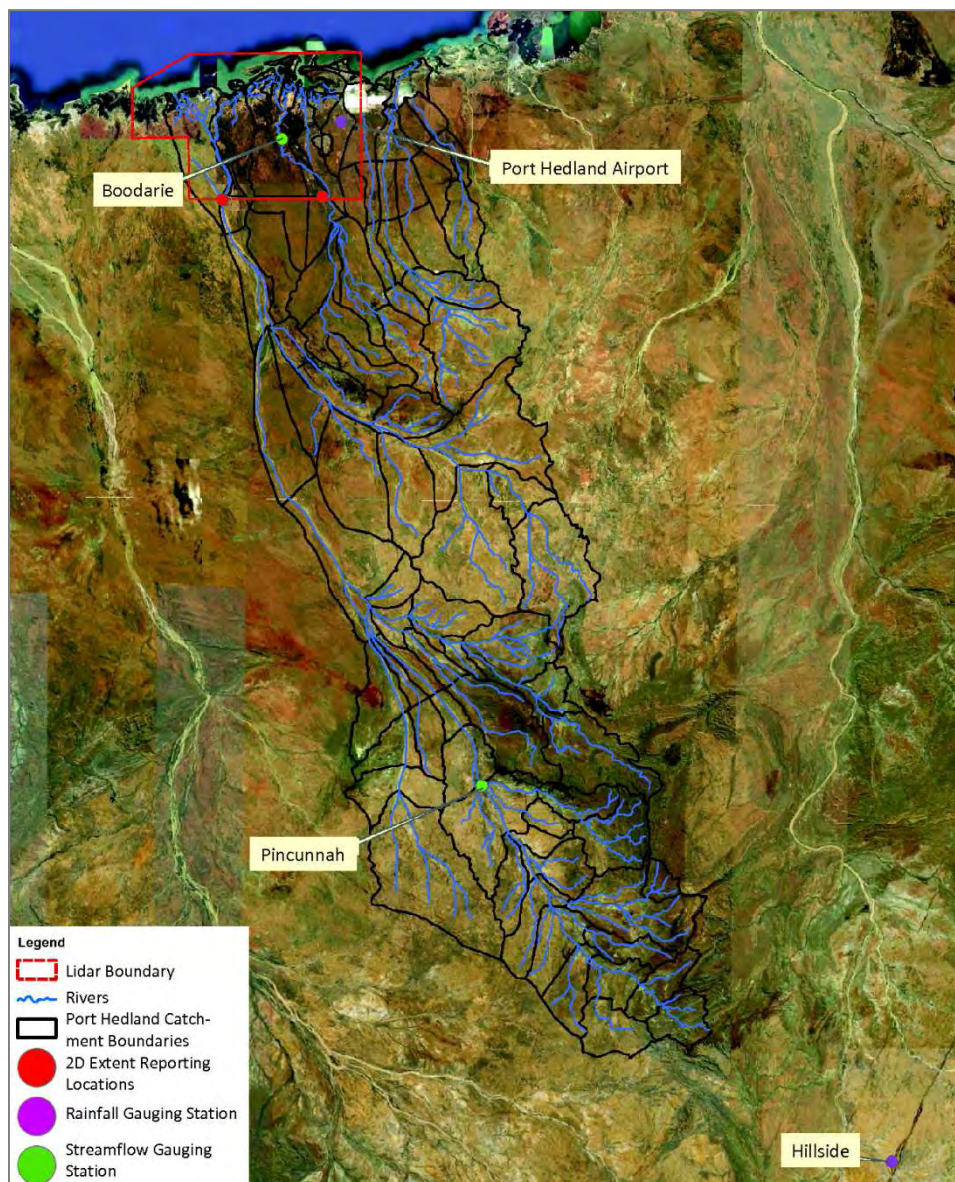 Boodarie
Port Hedland Airport
Pincunnah
Hillside
Legend
Lidar Boundary
Rivers
Port Hedland Catch-
ment Boundaries
2D Extent Reporting
Locations
Rainfall Gauging Station
Streamflow Gauging
Station